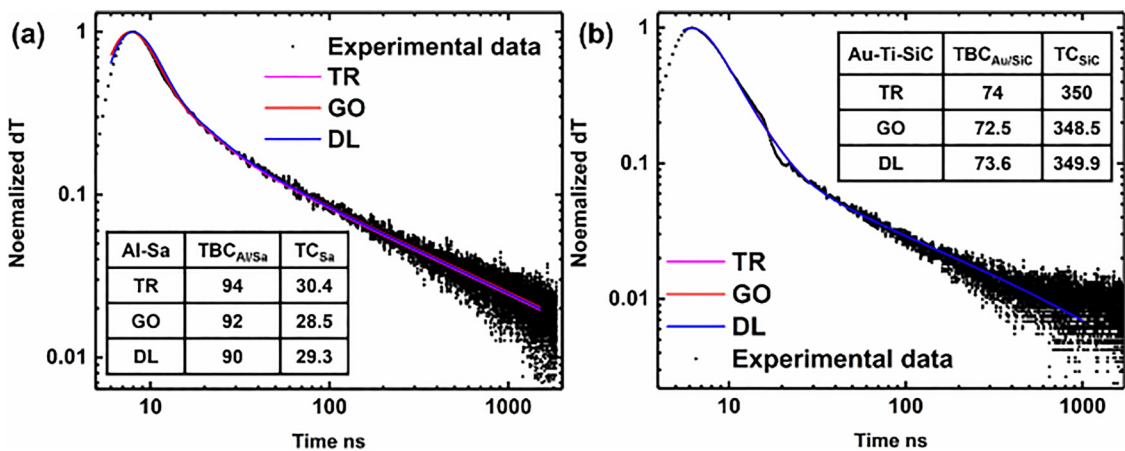 (a)
Experimental data
TR
GO
DL
Al-Sa TBCAl/Sa TCSa
TR 94 30.4
GO 92 28.5
DL 90 29.3
1
0.1
0.01
Noemalized dT
10 100 1000
Time ns
(b)
Au-Ti-SiC TBCAu/SiC TCSiC
TR 74 350
GO 72.5 348.5
DL 73.6 349.9
TR
GO
DL
Experimental data
1
0.1
0.01
Noemalized dT
10 100 1000
Time ns